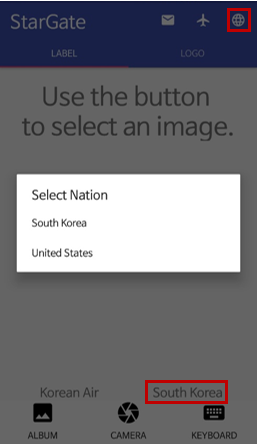 StarGate
LABEL LOGO
Use the button
to select an image.
Select Nation
South Korea
United States
Korean Air South Korea
ALBUM CAMERA KEYBOARD